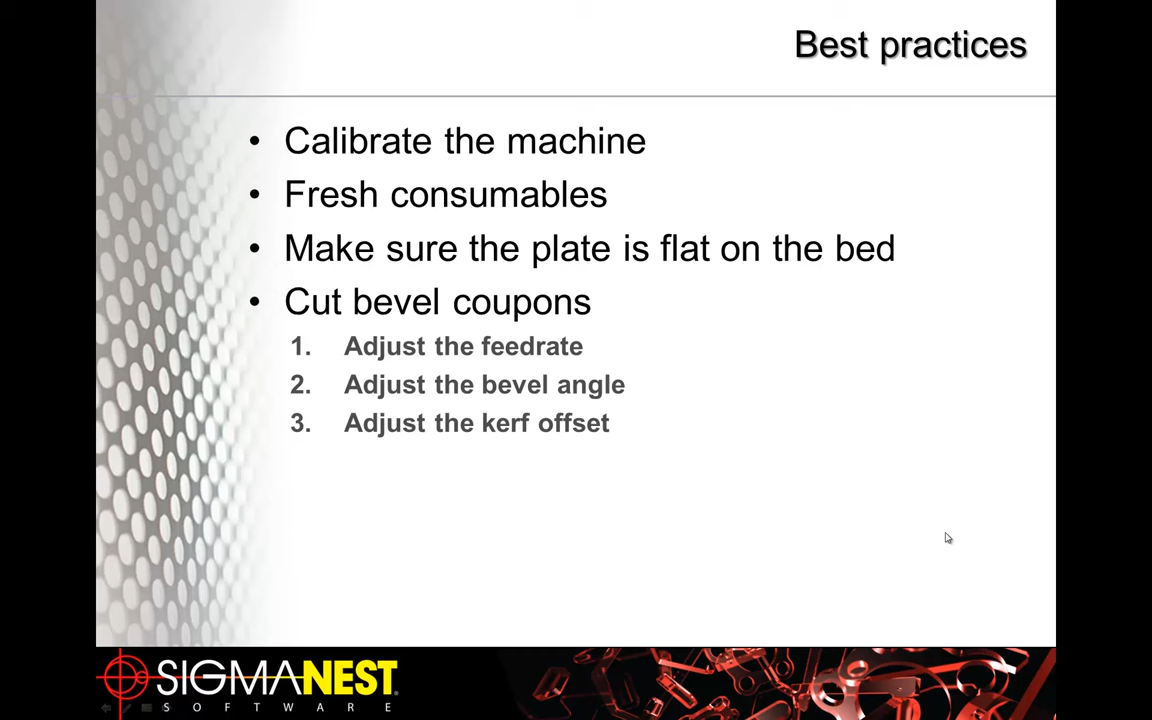 Best practices
• Calibrate the machine
• Fresh consumables
• Make sure the plate is flat on the bed
• Cut bevel coupons
1. Adjust the feedrate
2. Adjust the bevel angle
3. Adjust the kerf offset
SIGMANEST®
SOFTWARE